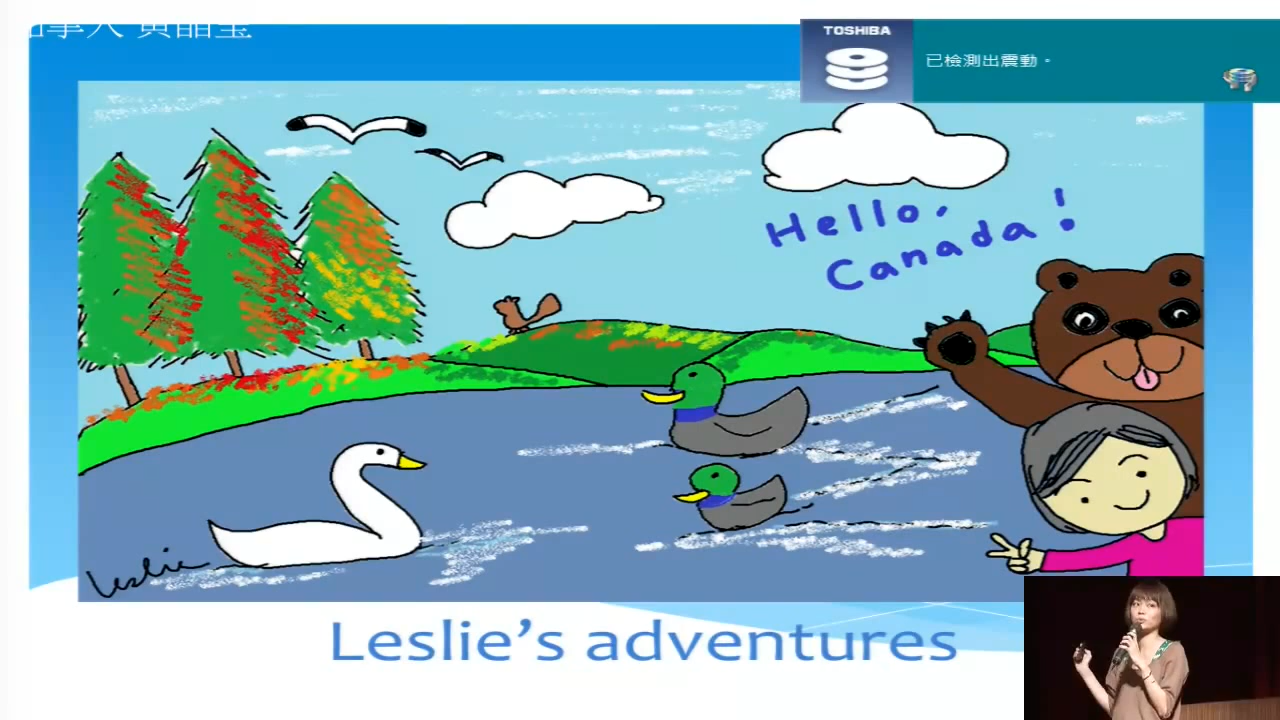 TOSHIBA
已檢測出震動。
Hello,
Canada!
Leslie
Leslie's adventures